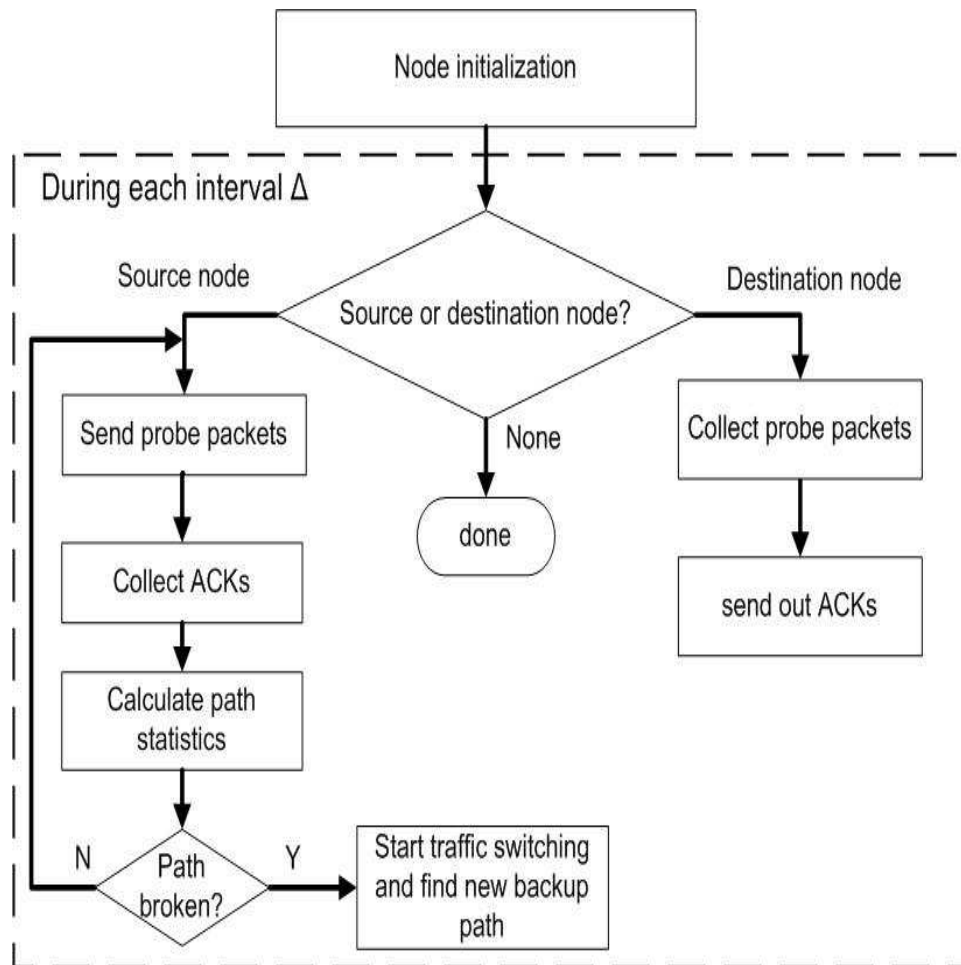 Node initialization
During each interval Δ
Source node
Destination node
Source or destination node?
None
Send probe packets
Collect probe packets
done
Collect ACKs
send out ACKs
Calculate path
statistics
N
Path
broken?
Y
Start traffic switching
and find new backup
path